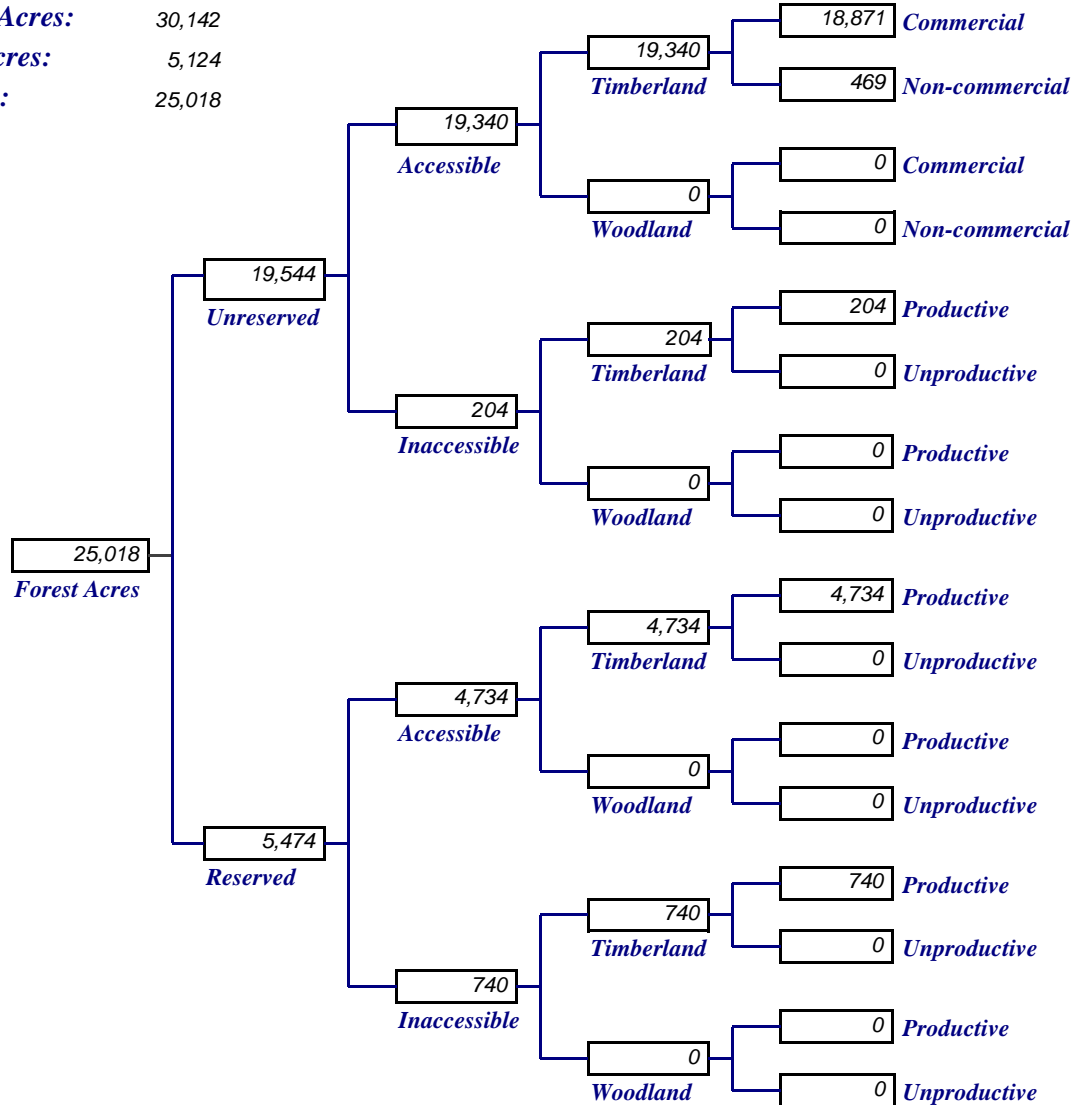 Acres: 30,142
cres: 5,124
: 25,018
18,871 Commercial
19,340
Timberland
469 Non-commercial
19,340
Accessible
0 Commercial
0
Woodland
0 Non-commercial
19,544
Unreserved
204 Productive
204
Timberland
0 Unproductive
204
Inaccessible
0 Productive
0
Woodland
0 Unproductive
25,018
Forest Acres
4,734 Productive
4,734
Timberland
0 Unproductive
4,734
Accessible
0 Productive
0
Woodland
0 Unproductive
5,474
Reserved
740 Productive
740
Timberland
0 Unproductive
740
Inaccessible
0 Productive
0
Woodland
0 Unproductive